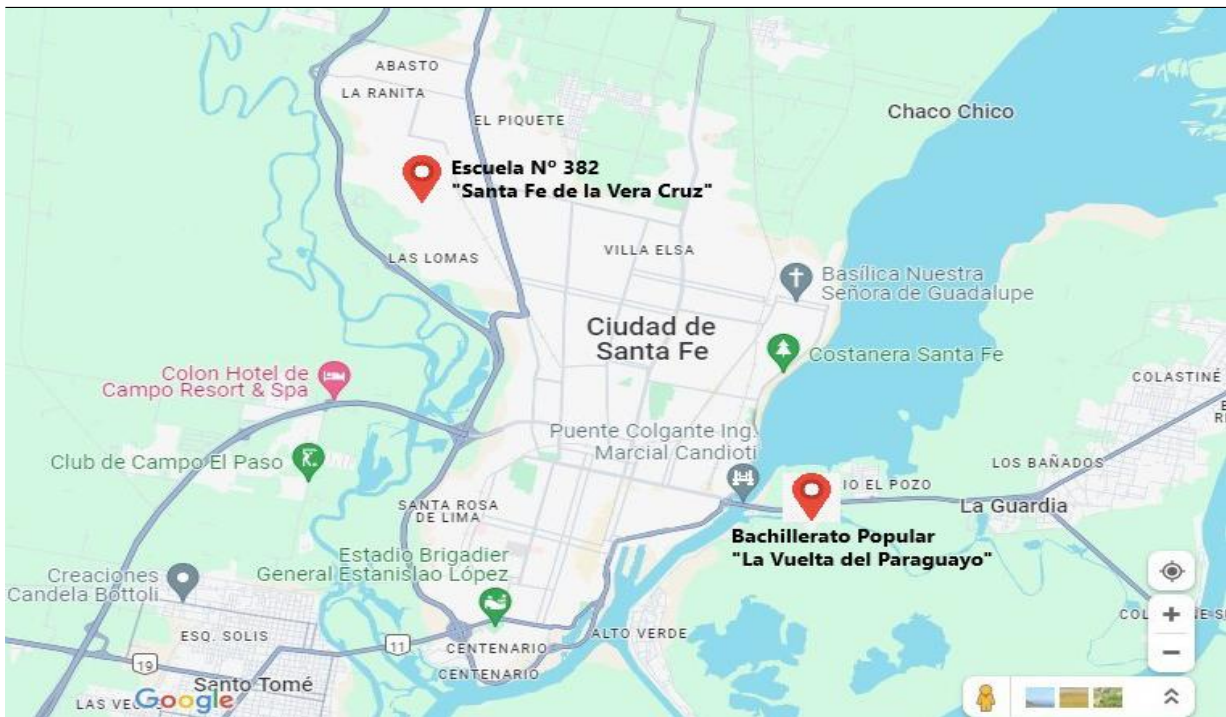 ABASTO
LA RANITA
EL PIQUETE
Chaco Chico
Escuela Nº 382
"Santa Fe de la Vera Cruz"
LAS LOMAS
VILLA ELSA
Basílica Nuestra
Señora de Guadalupe
Ciudad de
Santa Fe
Costanera Santa Fe
Colon Hotel de
Campo Resort & Spa
COLASTINÉ
Puente Colgante Ing.
Marcial Candioti
Club de Campo El Paso
LOS BAÑADOS
IO EL POZO
La Guardia
SANTA ROSA
DE LIMA
Bachillerato Popular
"La Vuelta del Paraguayo"
Estadio Brigadier
General Estanislao López
Creaciones
Candela Bottoli
ESQ. SOLIS
ALTO VERDE
11
CENTENARIO
CENTENARIO
19
Santo Tomé
Google